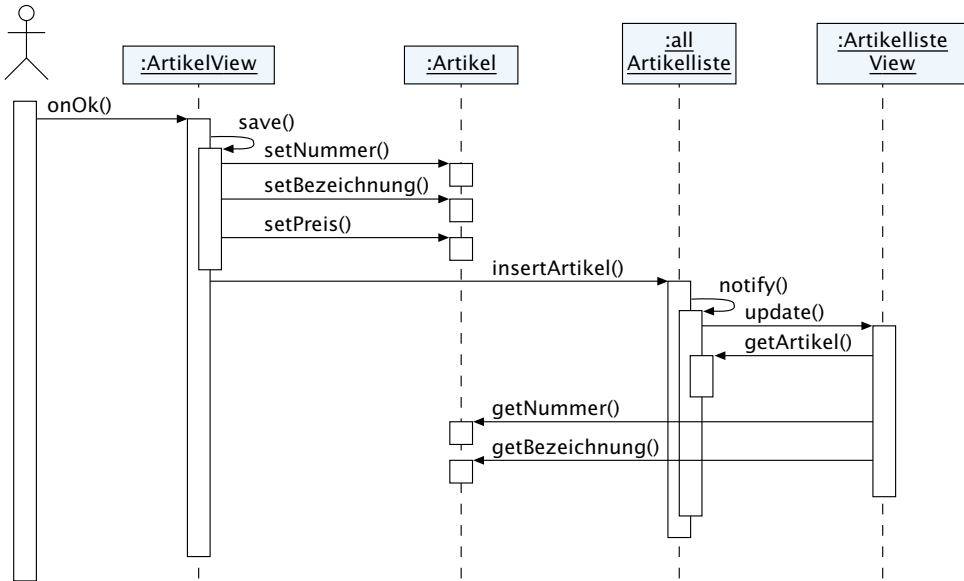 :ArtikelView
:Artikel
:all
Artikelliste
:Artikelliste
View
onOk()
save()
setNummer()
setBezeichnung()
setPreis()
insertArtikel()
notify()
update()
getArtikel()
getNummer()
getBezeichnung()